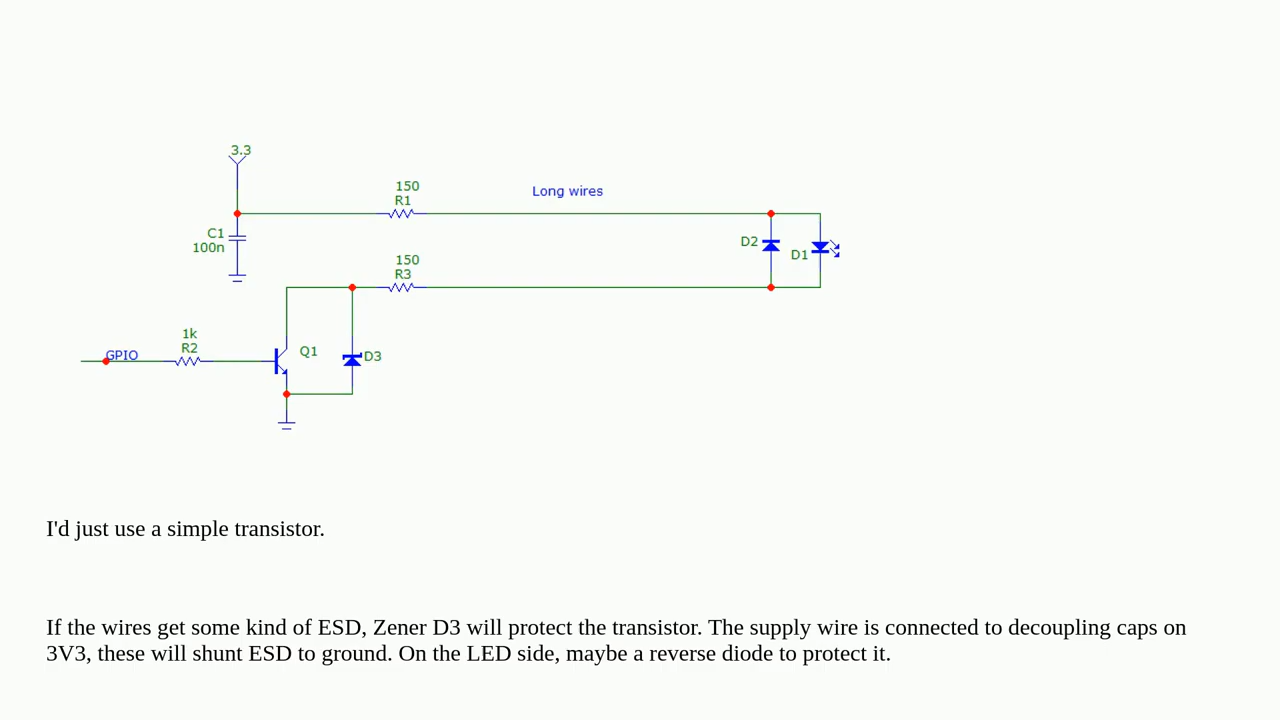 3.3
150
R1
Long wires
C1
100n
D2
D1
150
R3
1k
R2
GPIO
Q1
D3
I'd just use a simple transistor.
If the wires get some kind of ESD, Zener D3 will protect the transistor. The supply wire is connected to decoupling caps on
3V3, these will shunt ESD to ground. On the LED side, maybe a reverse diode to protect it.